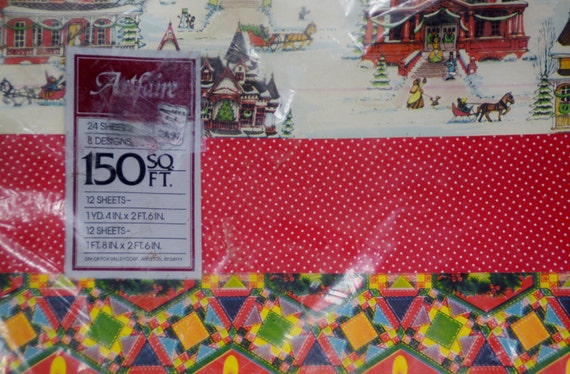 Artfaire
24 SHEETS
8 DESIGNS
150 SQ. FT.
12 SHEETS–
1 YD. 4 IN. x 2 FT. 6 IN.
12 SHEETS–
1 FT. 8 IN. x 2 FT. 6 IN.